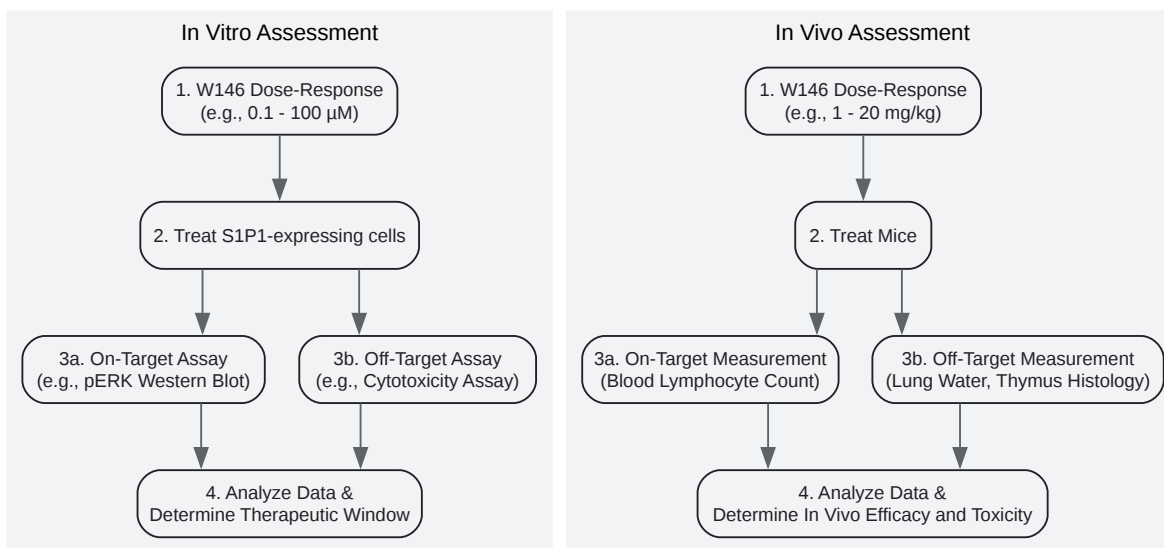 In Vitro Assessment
1. W146 Dose-Response
(e.g., 0.1 - 100 µM)
2. Treat S1P1-expressing cells
3a. On-Target Assay
(e.g., pERK Western Blot)
3b. Off-Target Assay
(e.g., Cytotoxicity Assay)
4. Analyze Data &
Determine Therapeutic Window
In Vivo Assessment
1. W146 Dose-Response
(e.g., 1 - 20 mg/kg)
2. Treat Mice
3a. On-Target Measurement
(Blood Lymphocyte Count)
3b. Off-Target Measurement
(Lung Water, Thymus Histology)
4. Analyze Data &
Determine In Vivo Efficacy and Toxicity